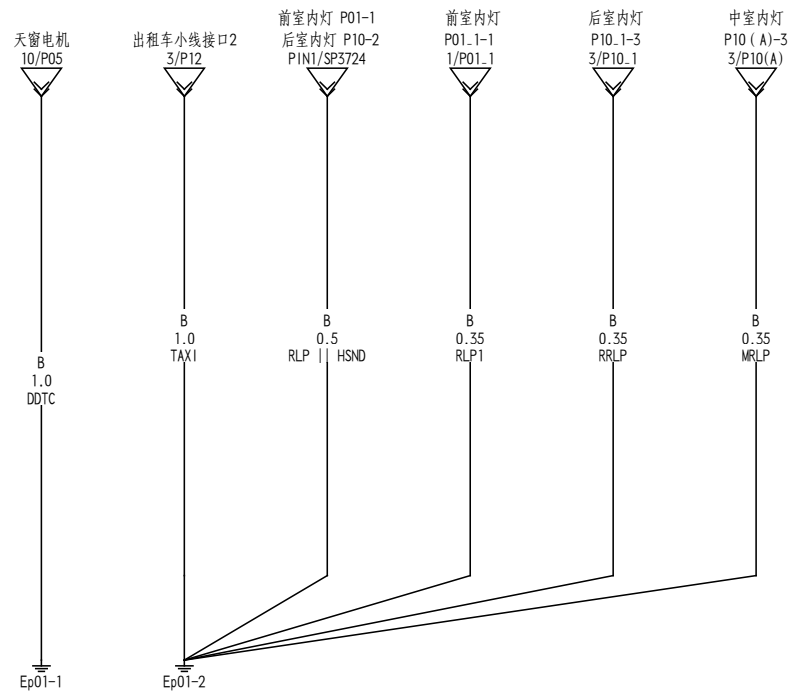 天窗电机
10/P05
出租车小线接口2
3/P12
前室内灯 P01-1
后室内灯 P10-2
PIN1/SP3724
前室内灯
P01_1-1
1/P01_1
后室内灯
P10_1-3
3/P10_1
中室内灯
P10(A)-3
3/P10(A)
B
1.0
DDTC
B
1.0
TAXI
B
0.5
RLP || HSND
B
0.35
RLP1
B
0.35
RRLP
B
0.35
MRLP
Ep01-1
Ep01-2